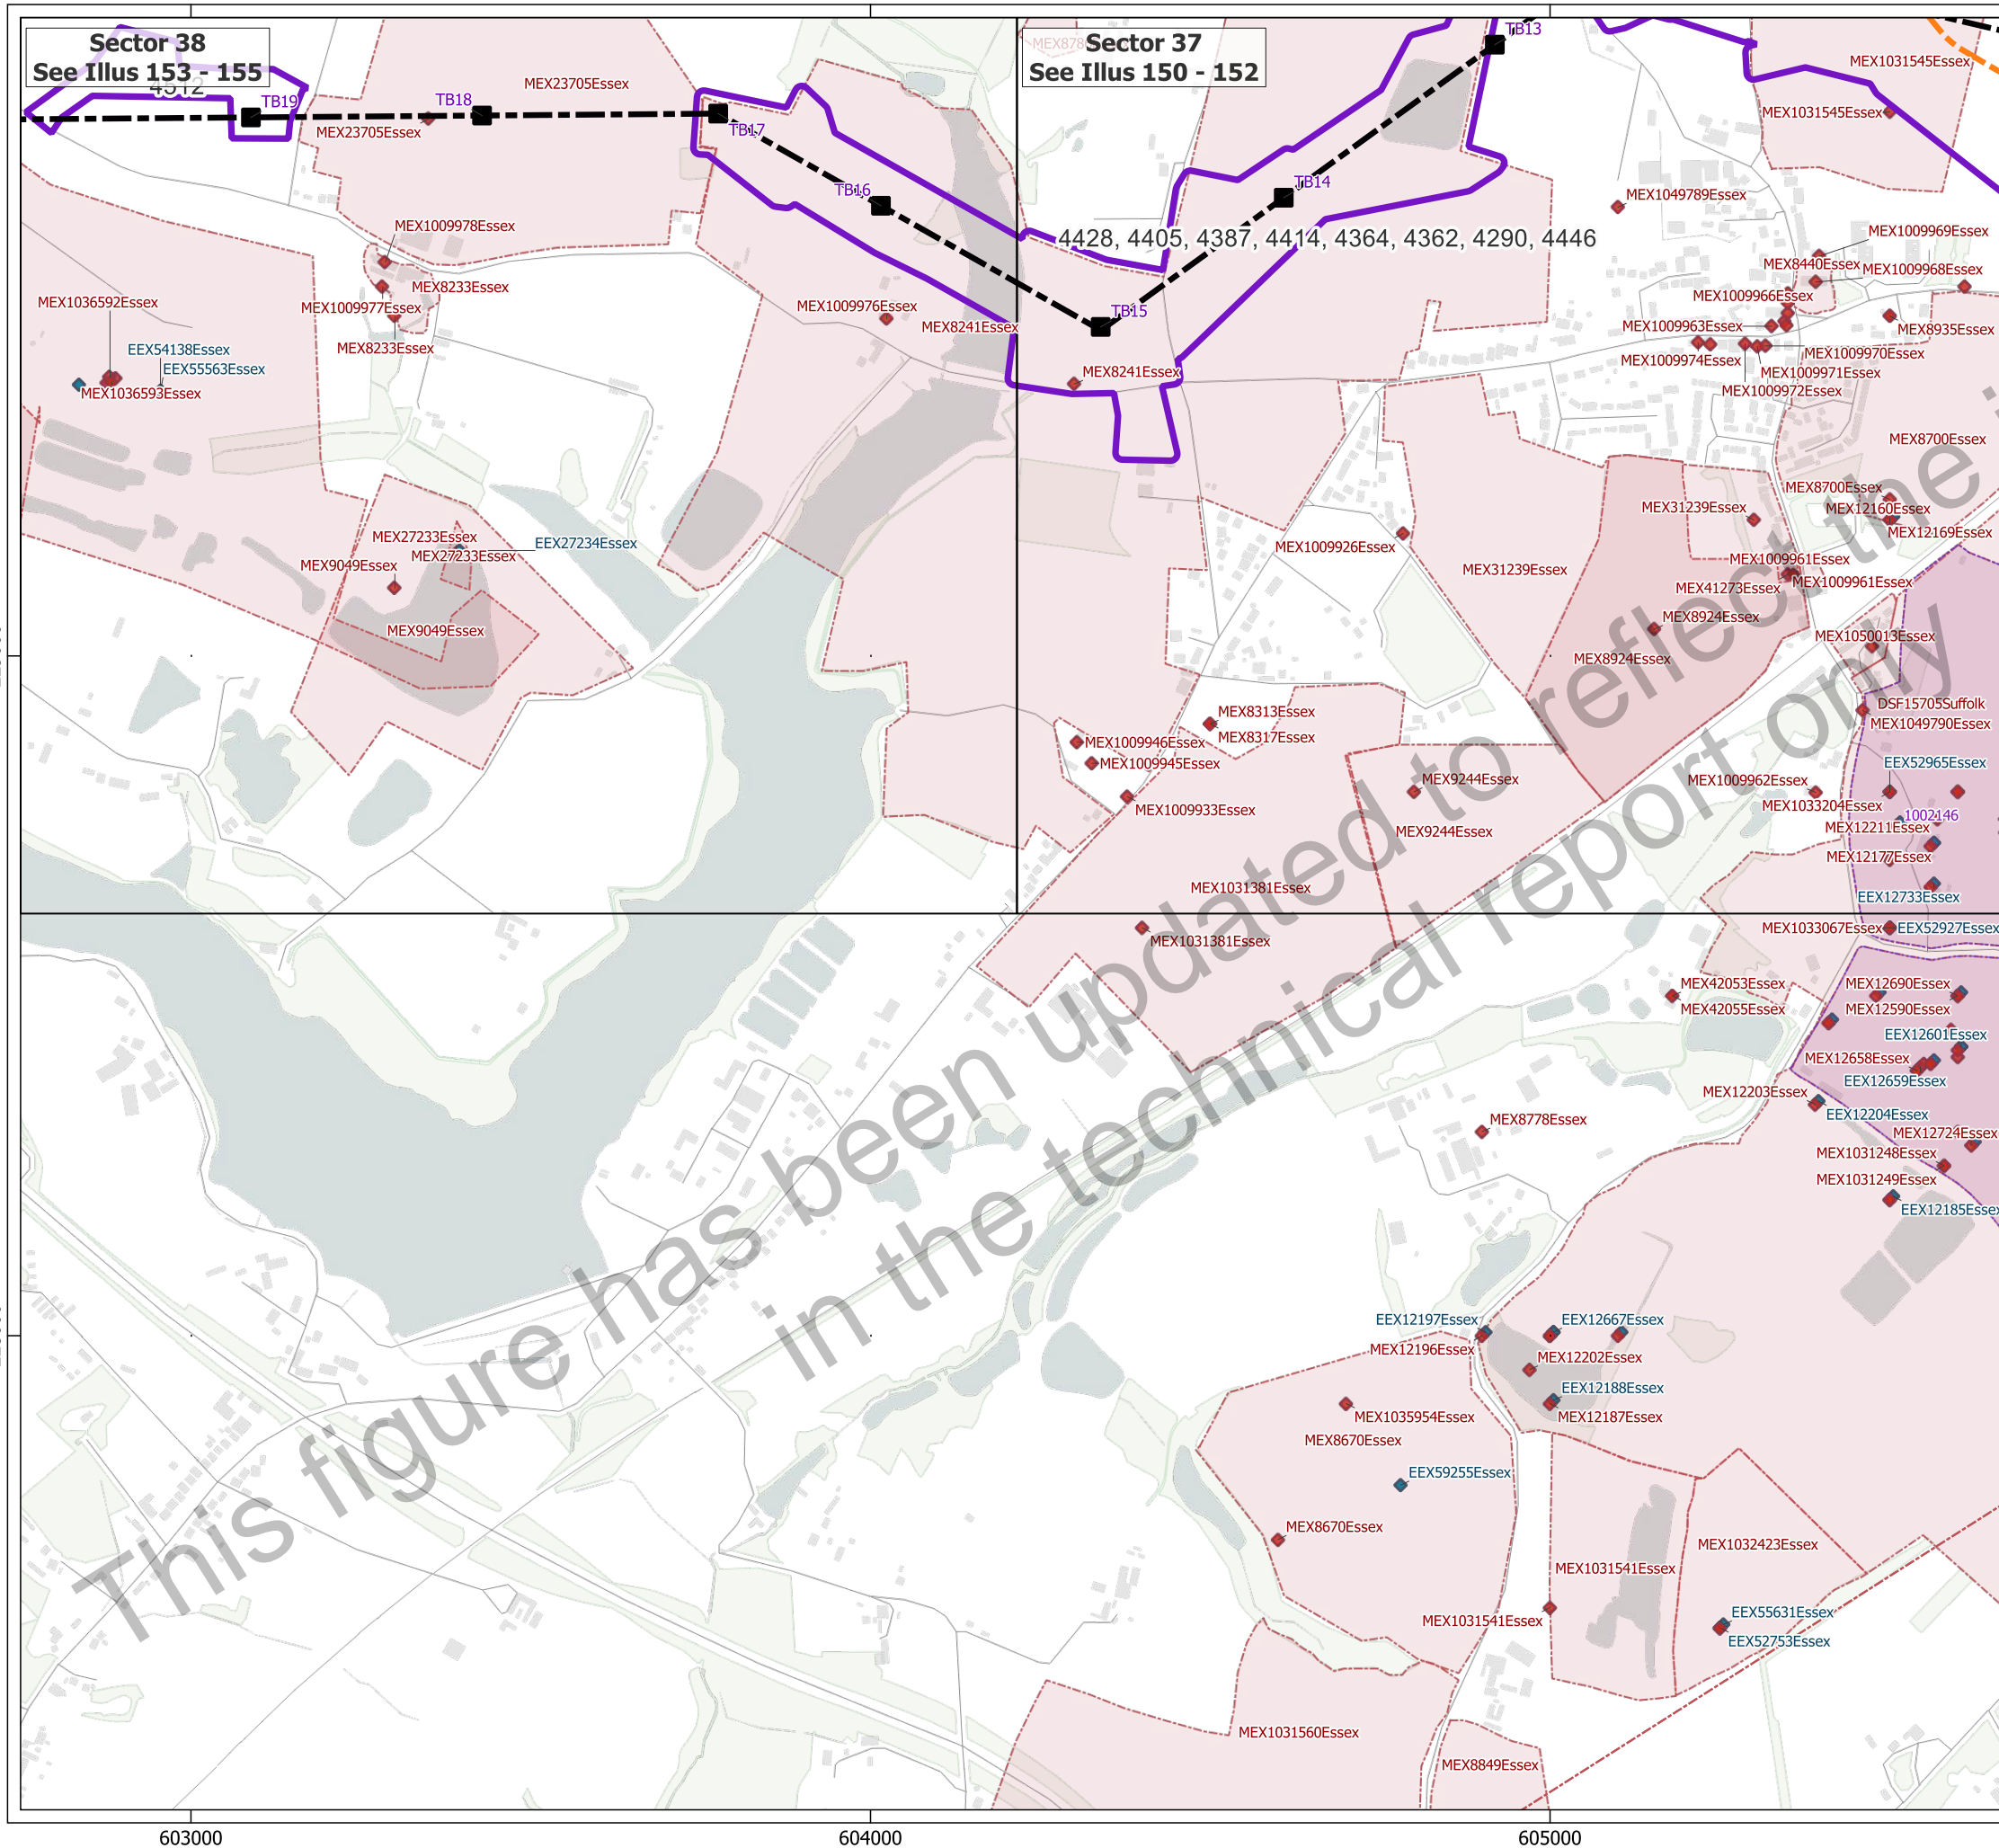 Sector 38
See Illus 153 - 155
4512
Sector 37
See Illus 150 - 152
TB13
TB19
TB18
TB17
TB16
TB15
TB14
MEX23705Essex
MEX23705Essex
MEX1031545Essex
MEX1031545Essex
MEX1049789Essex
4428, 4405, 4387, 4414, 4364, 4362, 4290, 4446
MEX1009978Essex
MEX8233Essex
MEX1009977Essex
MEX8233Essex
MEX1036592Essex
EEX54138Essex
EEX55563Essex
MEX1036593Essex
MEX1009976Essex
MEX8241Essex
MEX8241Essex
MEX1009969Essex
MEX8440Essex
MEX1009968Essex
MEX1009966Essex
MEX1009963Essex
MEX8935Essex
MEX1009974Essex
MEX1009970Essex
MEX1009971Essex
MEX1009972Essex
MEX8700Essex
MEX8700Essex
MEX12160Essex
MEX12169Essex
MEX31239Essex
MEX1009926Essex
MEX31239Essex
MEX1009961Essex
MEX1009961Essex
MEX41273Essex
MEX8924Essex
MEX8924Essex
MEX27233Essex
MEX27233Essex
EEX27234Essex
MEX9049Essex
MEX9049Essex
MEX1050013Essex
DSF15705Suffolk
MEX1049790Essex
MEX8313Essex
MEX8317Essex
MEX1009946Essex
MEX1009945Essex
MEX1009933Essex
MEX9244Essex
MEX9244Essex
EEX52965Essex
MEX1009962Essex
MEX1033204Essex
1002146
MEX12211Essex
MEX12177Essex
EEX12733Essex
MEX1031381Essex
MEX1031381Essex
MEX1033067Essex
EEX52927Essex
MEX42053Essex
MEX42055Essex
MEX12690Essex
MEX12590Essex
EEX12601Essex
MEX12658Essex
EEX12659Essex
MEX12203Essex
EEX12204Essex
MEX12724Essex
MEX1031248Essex
MEX1031249Essex
EEX12185Essex
MEX8778Essex
EEX12197Essex
MEX12196Essex
EEX12667Essex
MEX12202Essex
EEX12188Essex
MEX12187Essex
MEX1035954Essex
MEX8670Essex
EEX59255Essex
MEX8670Essex
MEX1032423Essex
MEX1031541Essex
MEX1031541Essex
EEX55631Essex
EEX52753Essex
MEX1031560Essex
MEX8849Essex
This figure has been updated to reflect the
in the technical report only
603000
604000
605000